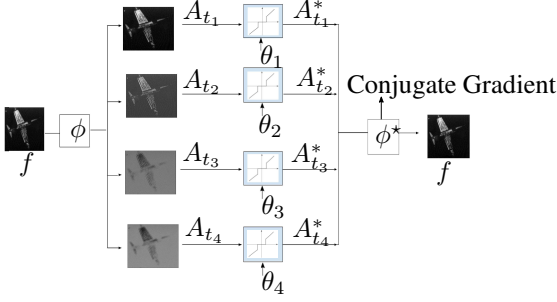 A_{t_1} A^*_{t_1}
θ_1
A_{t_2} A^*_{t_2} Conjugate Gradient
θ_2
ϕ ϕ^⋆
f f
A_{t_3} A^*_{t_3}
θ_3
A_{t_4} A^*_{t_4}
θ_4